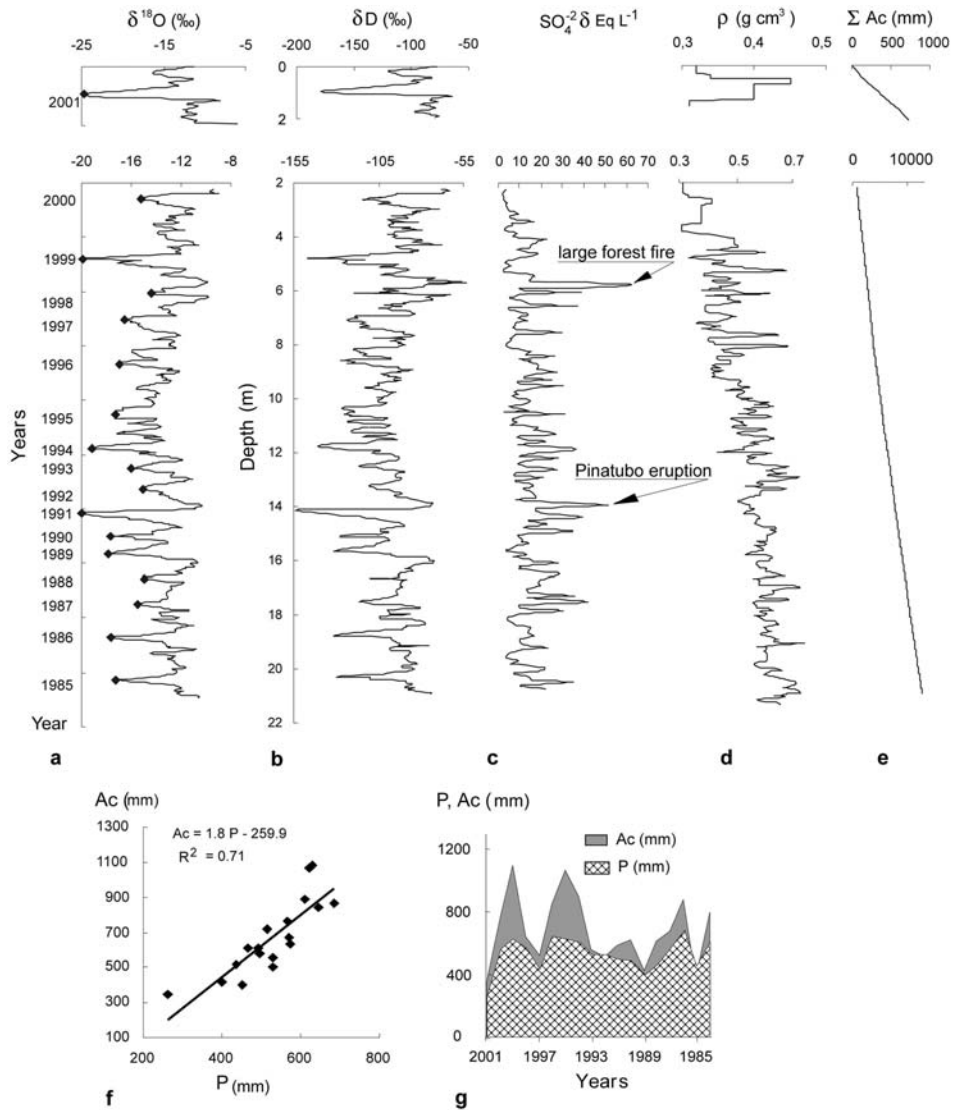 δ ¹⁸O (‰) δD (‰) SO₄⁻² δ Eq L⁻¹ ρ (g cm³) Σ Ac (mm)
-25 -15 -5 -200 -150 -100 -50 0,3 0,4 0,5 0 500 1000
0
2001
2
-20 -16 -12 -8 -155 -105 -55 0 10 20 30 40 50 60 70 0.3 0.5 0.7 0 10000
2
2000
4
1999
large forest fire
6
1998
1997
8
1996
10
1995
Years
Depth (m)
12
1994
1993
Pinatubo eruption
1992
14
1991
1990
1989
16
1988
1987
18
1986
20
1985
22
Year
a b c d e
Ac (mm)
1300
1100
900
700
500
300
100
Ac = 1.8 P - 259.9
R² = 0.71
200 400 600 800
P (mm)
f
P, Ac (mm)
1200
800
400
0
Ac (mm)
P (mm)
2001 1997 1993 1989 1985
Years
g